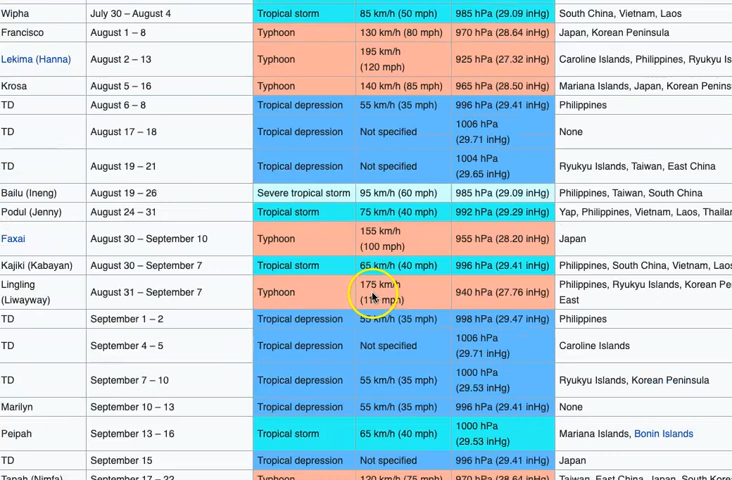 Wipha July 30 – August 4 Tropical storm 85 km/h (50 mph) 985 hPa (29.09 inHg) South China, Vietnam, Laos
Francisco August 1 – 8 Typhoon 130 km/h (80 mph) 970 hPa (28.64 inHg) Japan, Korean Peninsula
Lekima (Hanna) August 2 – 13 Typhoon 195 km/h (120 mph) 925 hPa (27.32 inHg) Caroline Islands, Philippines, Ryukyu Is
Krosa August 5 – 16 Typhoon 140 km/h (85 mph) 965 hPa (28.50 inHg) Mariana Islands, Japan, Korean Penins
TD August 6 – 8 Tropical depression 55 km/h (35 mph) 996 hPa (29.41 inHg) Philippines
TD August 17 – 18 Tropical depression Not specified 1006 hPa (29.71 inHg) None
TD August 19 – 21 Tropical depression Not specified 1004 hPa (29.65 inHg) Ryukyu Islands, Taiwan, East China
Bailu (Ineng) August 19 – 26 Severe tropical storm 95 km/h (60 mph) 985 hPa (29.09 inHg) Philippines, Taiwan, South China
Podul (Jenny) August 24 – 31 Tropical storm 75 km/h (40 mph) 992 hPa (29.29 inHg) Yap, Philippines, Vietnam, Laos, Thailan
Faxai August 30 – September 10 Typhoon 155 km/h (100 mph) 955 hPa (28.20 inHg) Japan
Kajiki (Kabayan) August 30 – September 7 Tropical storm 65 km/h (40 mph) 996 hPa (29.41 inHg) Philippines, South China, Vietnam, Lao
Lingling (Liwayway) August 31 – September 7 Typhoon 175 km/h mph) 940 hPa (27.76 inHg) Philippines, Ryukyu Islands, Korean Pe East
TD September 1 – 2 Tropical depression 55 km/h (35 mph) 998 hPa (29.47 inHg) Philippines
TD September 4 – 5 Tropical depression Not specified 1006 hPa (29.71 inHg) Caroline Islands
TD September 7 – 10 Tropical depression 55 km/h (35 mph) 1000 hPa (29.53 inHg) Ryukyu Islands, Korean Peninsula
Marilyn September 10 – 13 Tropical depression 55 km/h (35 mph) 996 hPa (29.41 inHg) None
Peipah September 13 – 16 Tropical storm 65 km/h (40 mph) 1000 hPa (29.53 inHg) Mariana Islands, Bonin Islands
TD September 15 Tropical depression Not specified 996 hPa (29.41 inHg) Japan
Tapah (Nimfa) September 17 – 22 Typhoon 120 km/h (75 mph) 970 hPa (28.64 inHg) Taiwan, East China, Japan, South Kor